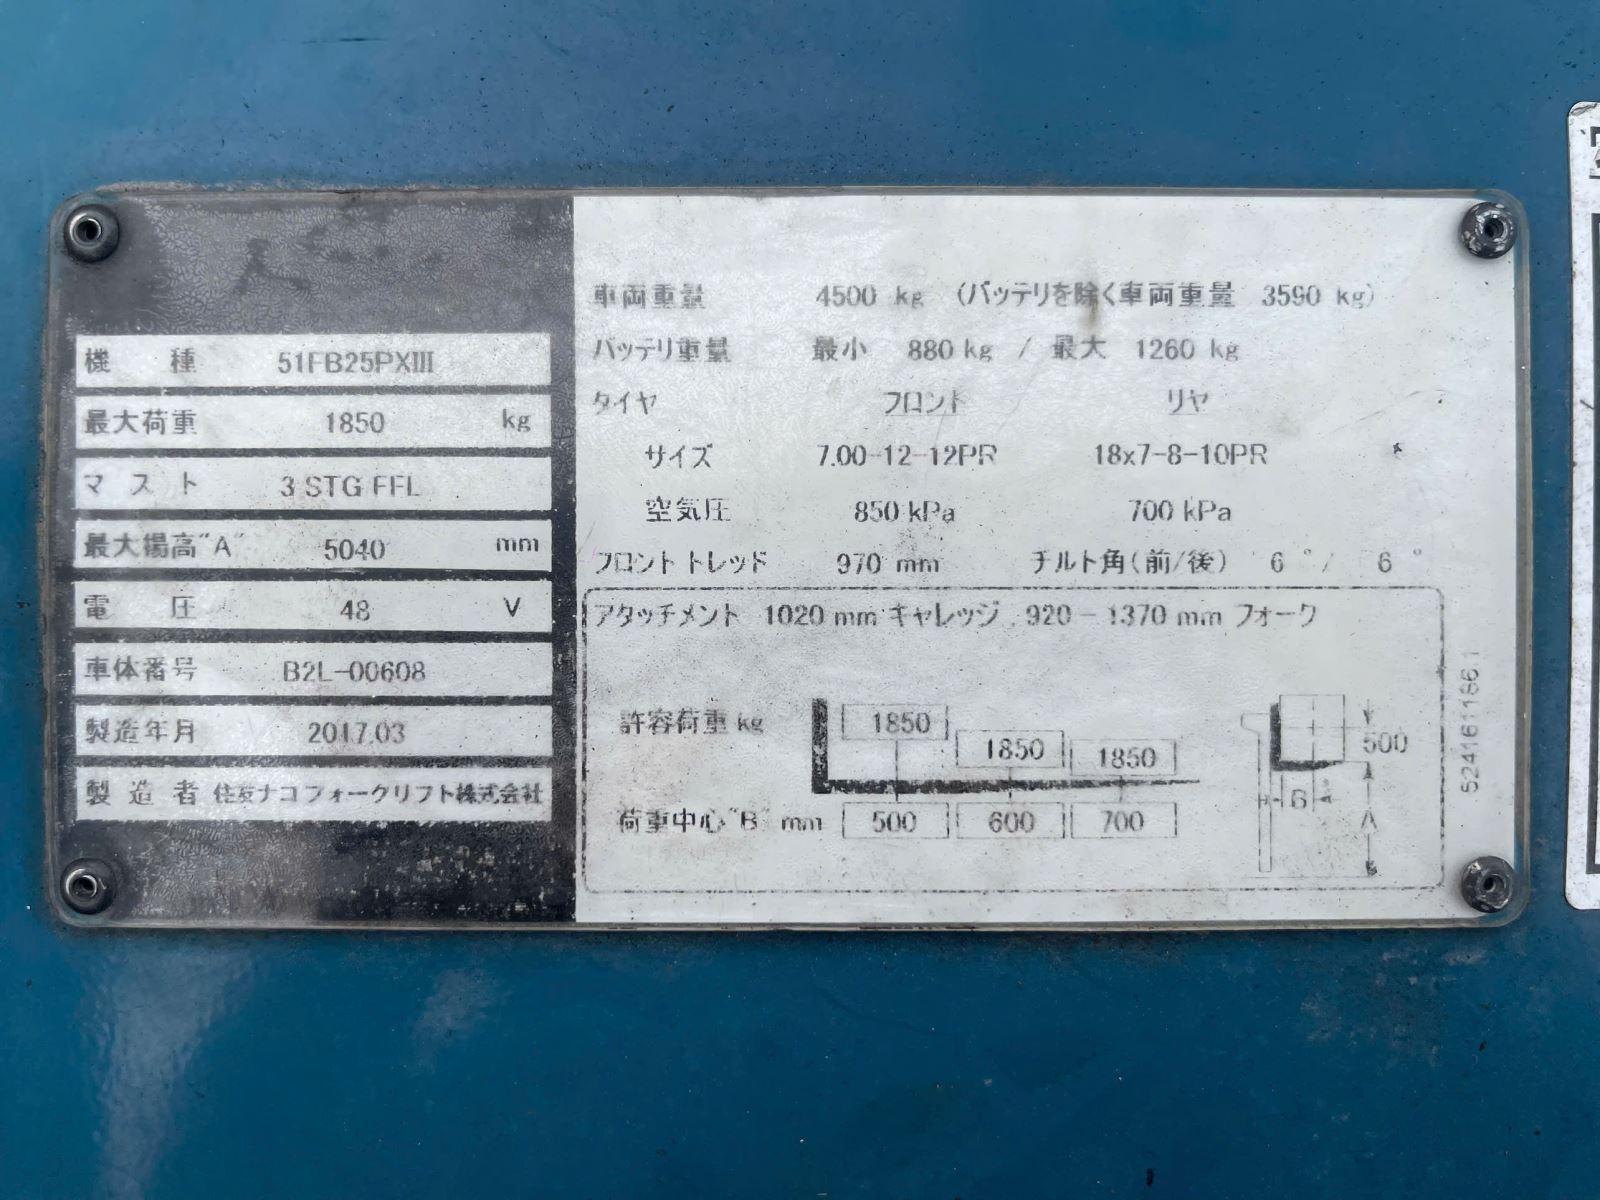 機種 51FB25PXⅢ
最大荷重 1850 kg
マスト 3 STG FFL
最大揚高"A" 5040 mm
電圧 48 V
車体番号 B2L-00608
製造年月 2017.03
製造者 住友ナコフォークリフト株式会社
車両重量 4500 kg (バッテリを除く車両重量 3590 kg)
バッテリ重量 最小 880 kg / 最大 1260 kg
タイヤ フロント リヤ
サイズ 7.00-12-12PR 18x7-8-10PR
空気圧 850 kPa 700 kPa
フロントトレッド 970 mm チルト角(前/後) 6 ° / 6 °
アタッチメント 1020 mm キャレッジ , 920 - 1370 mm フォーク
許容荷重 kg 1850 1850 1850
荷重中心"B" mm 500 600 700
500
B
A
524161186 1